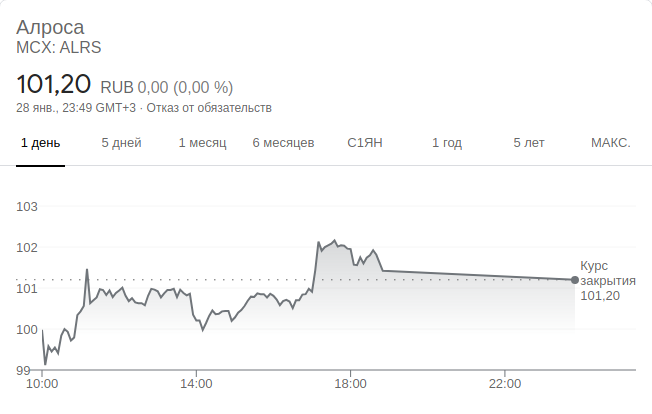 Алроса
MCX: ALRS
101,20 RUB 0,00 (0,00 %)
28 янв., 23:49 GMT+3 · Отказ от обязательств
1 день 5 дней 1 месяц 6 месяцев С1ЯН 1 год 5 лет МАКС.
103
102
101
100
99
Курс
закрытия
101,20
10:00 14:00 18:00 22:00